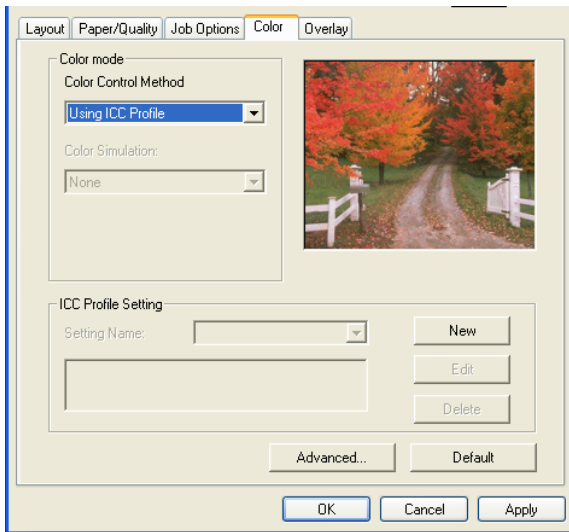 Layout Paper/Quality Job Options Color Overlay
Color mode
Color Control Method
Using ICC Profile
Color Simulation:
None
ICC Profile Setting
Setting Name:
New
Edit
Delete
Advanced... Default
OK Cancel Apply